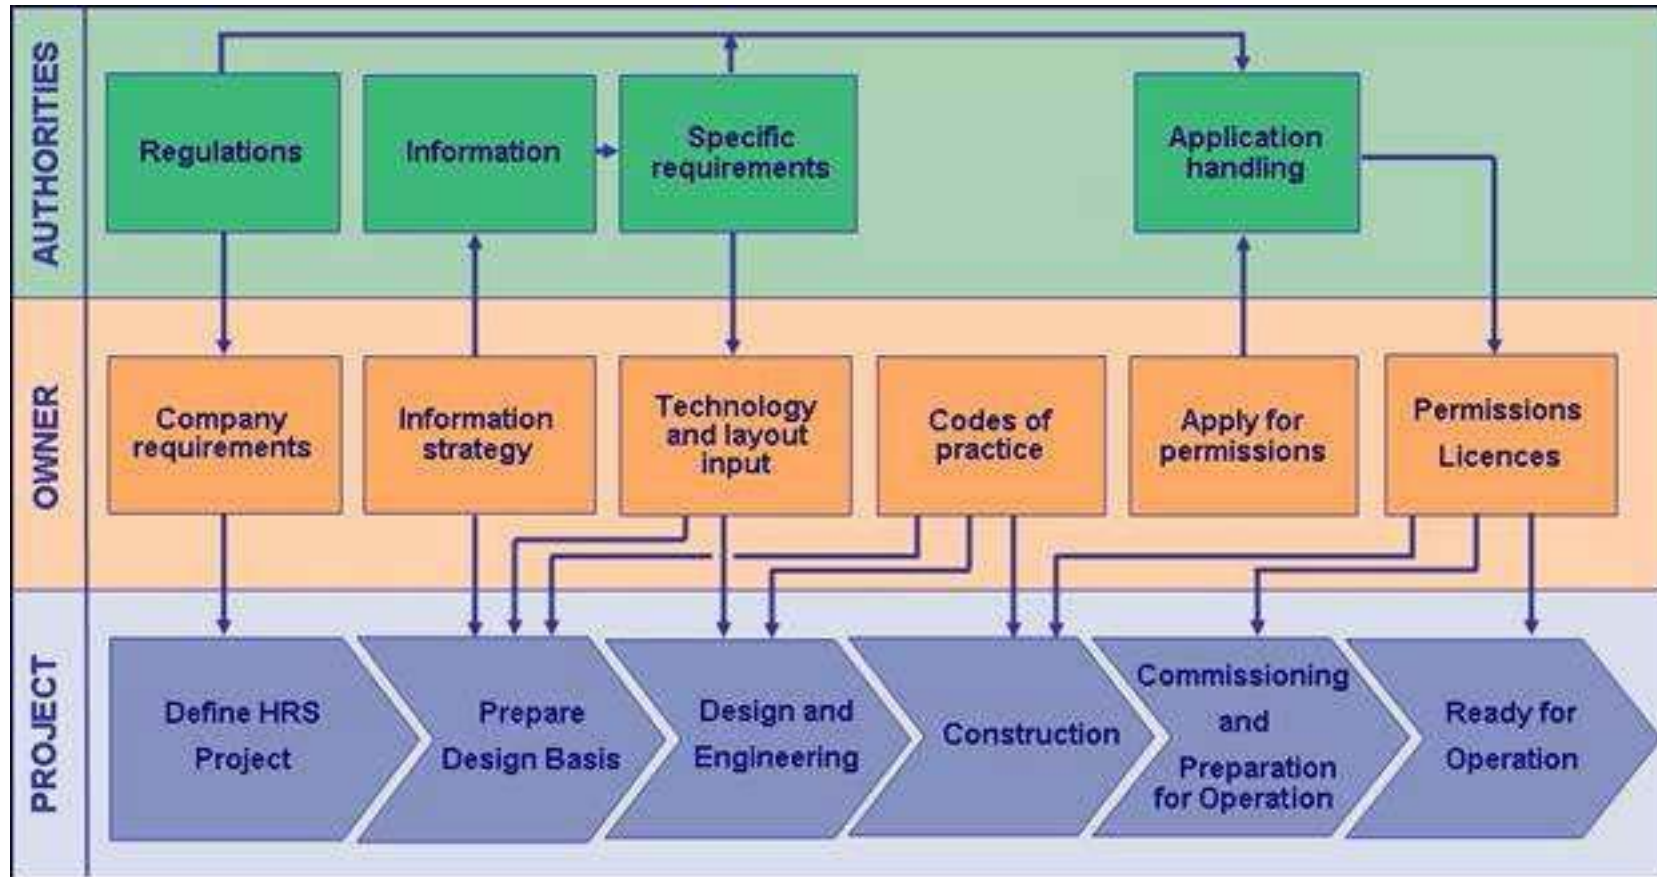 AUTHORITIES
Regulations
Information
Specific
requirements
Application
handling
OWNER
Company
requirements
Information
strategy
Technology
and layout
input
Codes of
practice
Apply for
permissions
Permissions
Licences
PROJECT
Define HRS
Project
Prepare
Design Basis
Design and
Engineering
Construction
Commissioning
and
Preparation
for Operation
Ready for
Operation